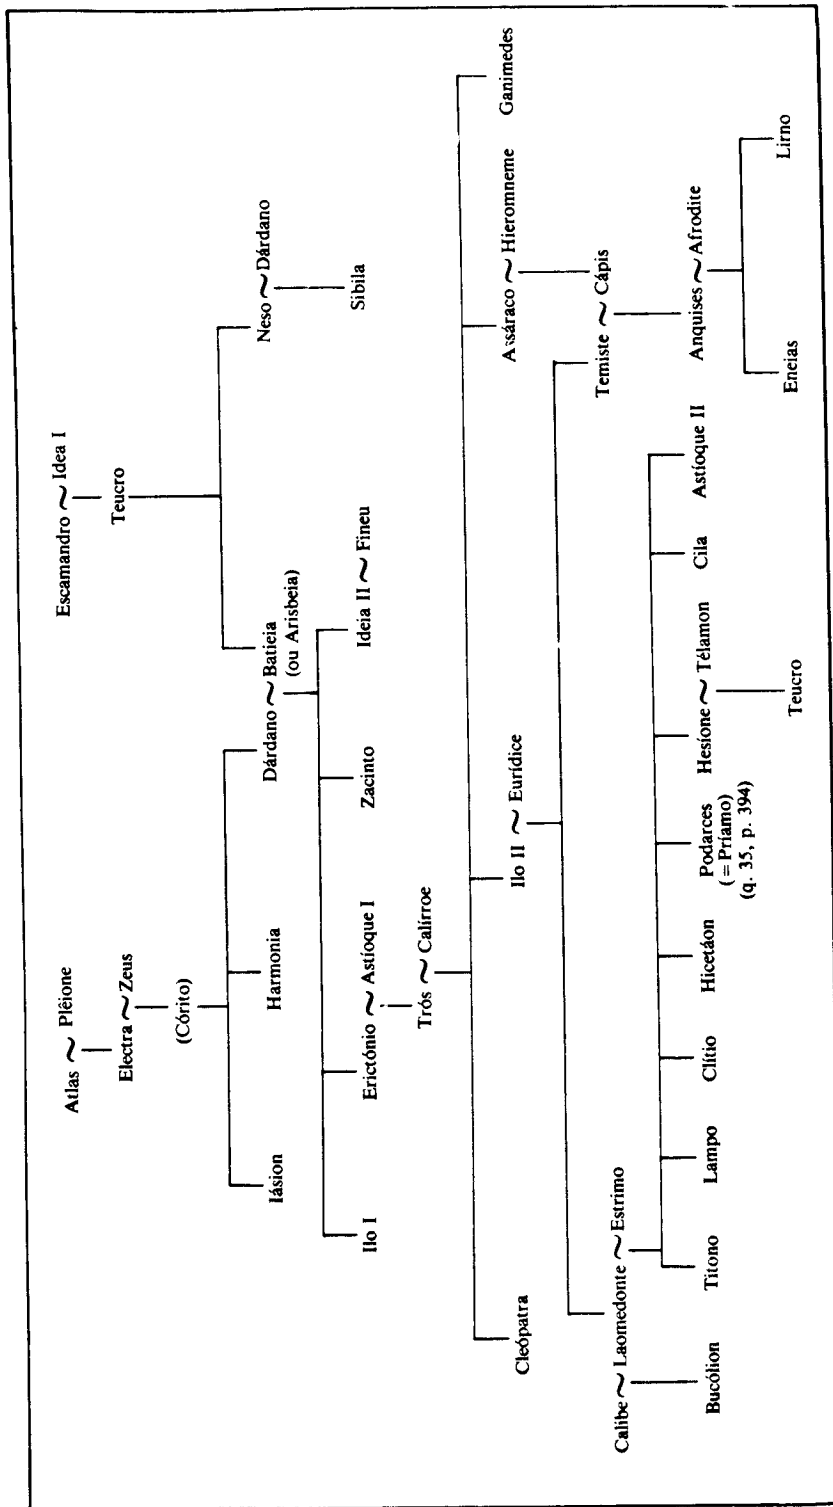 Atlas ~ Plêione
Escamandro ~ Idea I
Electra ~ Zeus
Teucro
(Córito)
Iásion
Harmonia
Dárdano ~ Batieia
(ou Arisbeia)
Neso ~ Dárdano
Ilo I
Erictónio ~ Astíoque I
Zacinto
Ideia II ~ Fineu
Sibila
Trós ~ Calírroe
Cleópatra
Ilo II ~ Eurídice
Assáraco ~ Hieromneme
Ganimedes
Calibe ~ Laomedonte ~ Estrimo
Temiste ~ Cápis
Bucólion
Titono
Lampo
Clítio
Hicetáon
Podarces
(= Príamo)
(q. 35, p. 394)
Hesíone ~ Télamon
Cila
Astíoque II
Anquises ~ Afrodite
Teucro
Eneias
Lirno